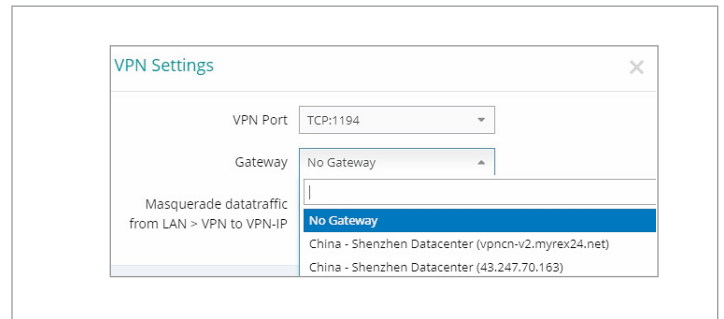 VPN Settings
VPN Port TCP:1194
Gateway No Gateway
Masquerade datatraffic
from LAN > VPN to VPN-IP
No Gateway
China - Shenzhen Datacenter (vpncn-v2.myrex24.net)
China - Shenzhen Datacenter (43.247.70.163)